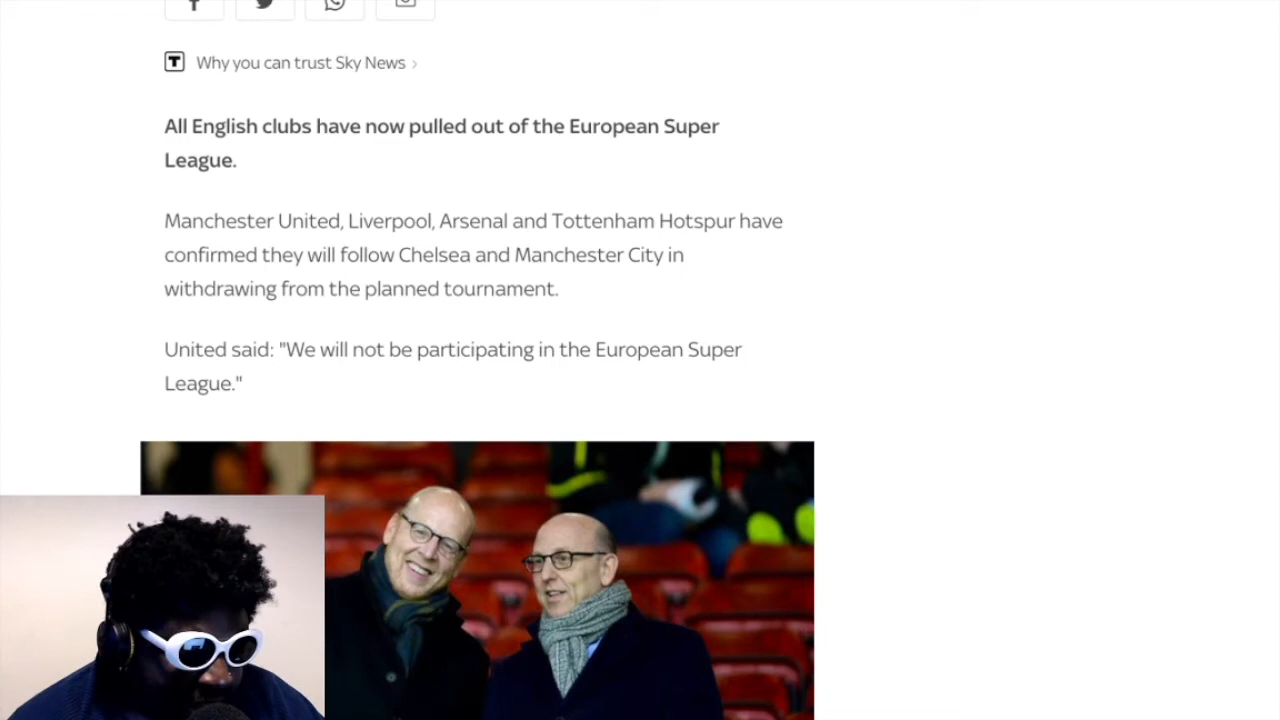 Why you can trust Sky News
All English clubs have now pulled out of the European Super
League.
Manchester United, Liverpool, Arsenal and Tottenham Hotspur have
confirmed they will follow Chelsea and Manchester City in
withdrawing from the planned tournament.
United said: "We will not be participating in the European Super
League."